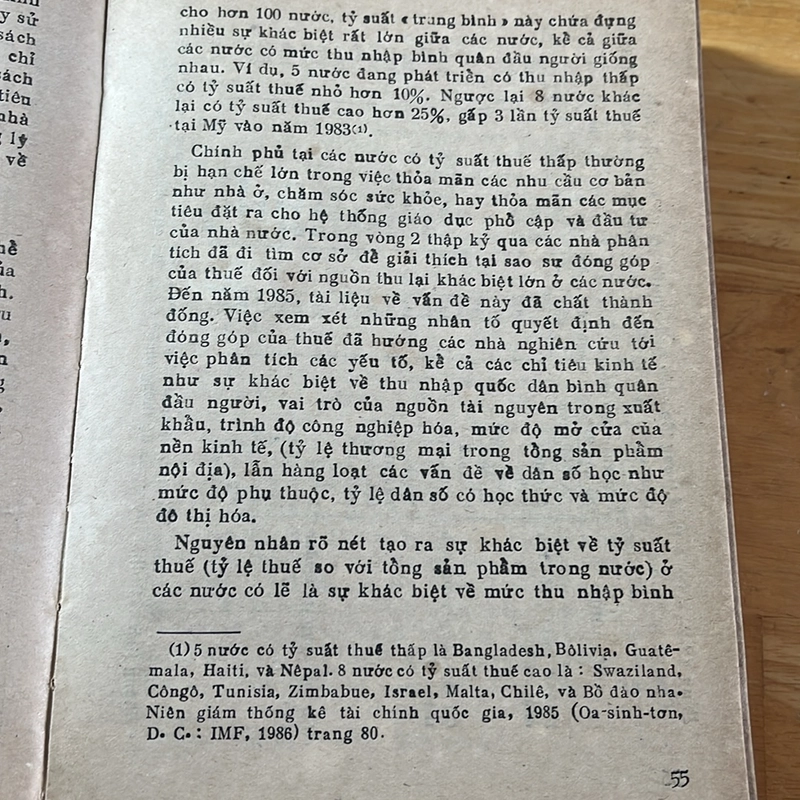 y sử
sách
chỉ
sách
tiêu
nhà
g lý
về
ủa
h.
u
n
g
cho hơn 100 nước, tỷ suất « trung bình » này chứa đựng
nhiều sự khác biệt rất lớn giữa các nước, kể cả giữa
các nước có mức thu nhập bình quân đầu người giống
nhau. Ví dụ, 5 nước đang phát triển có thu nhập thấp
có tỷ suất thuế nhỏ hơn 10%. Ngược lại 8 nước khác
lại có tỷ suất thuế cao hơn 25%, gấp 3 lần tỷ suất thuế
tại Mỹ vào năm 1983(1).
Chính phủ tại các nước có tỷ suất thuế thấp thường
bị hạn chế lớn trong việc thỏa mãn các nhu cầu cơ bản
như nhà ở, chăm sóc sức khỏe, hay thỏa mãn các mục
tiêu đặt ra cho hệ thống giáo dục phổ cập và đầu tư
của nhà nước. Trong vòng 2 thập kỷ qua các nhà phân
tích đã đi tìm cơ sở để giải thích tại sao sư đóng góp
của thuế đối với nguồn thu lại khác biệt lớn ở các nước.
Đến năm 1985, tài liệu về vấn đề này đã chất thành
đống. Việc xem xét những nhân tố quyết định đến
đóng góp của thuế đã hướng các nhà nghiên cứu tới
việc phân tích các yếu tố, kể cả các chỉ tiêu kinh tế
như sự khác biệt về thu nhập quốc dân bình quân
đầu người, vai trò của nguồn tài nguyên trong xuất
khẩu, trình độ công nghiệp hóa, mức độ mở cửa của
nền kinh tế, (tỷ lệ thương mại trong tổng sản phẩm
nội địa), lẫn hàng loạt các vấn đề về dân số học như
mức độ phụ thuộc, tỷ lệ dân số có học thức và mức độ
đô thị hóa.
Nguyên nhân rõ nét tạo ra sự khác biệt về tỷ suất
thuế (tỷ lệ thuế so với tổng sản phẩm trong nước) ở
các nước có lẽ là sự khác biệt về mức thu nhập bình
(1) 5 nước có tỷ suất thuế thấp là Bangladesh, Bôlivia, Guatê-
mala, Haiti, và Nêpal. 8 nước có tỷ suất thuế cao là : Swaziland,
Côngô, Tunisia, Zimbabue, Israel, Malta, Chilê, và Bồ đào nha.
Niên giám thống kê tài chính quốc gia, 1985 (Oa-sinh-tơn,
D. C. : IMF, 1986) trang 80.
55